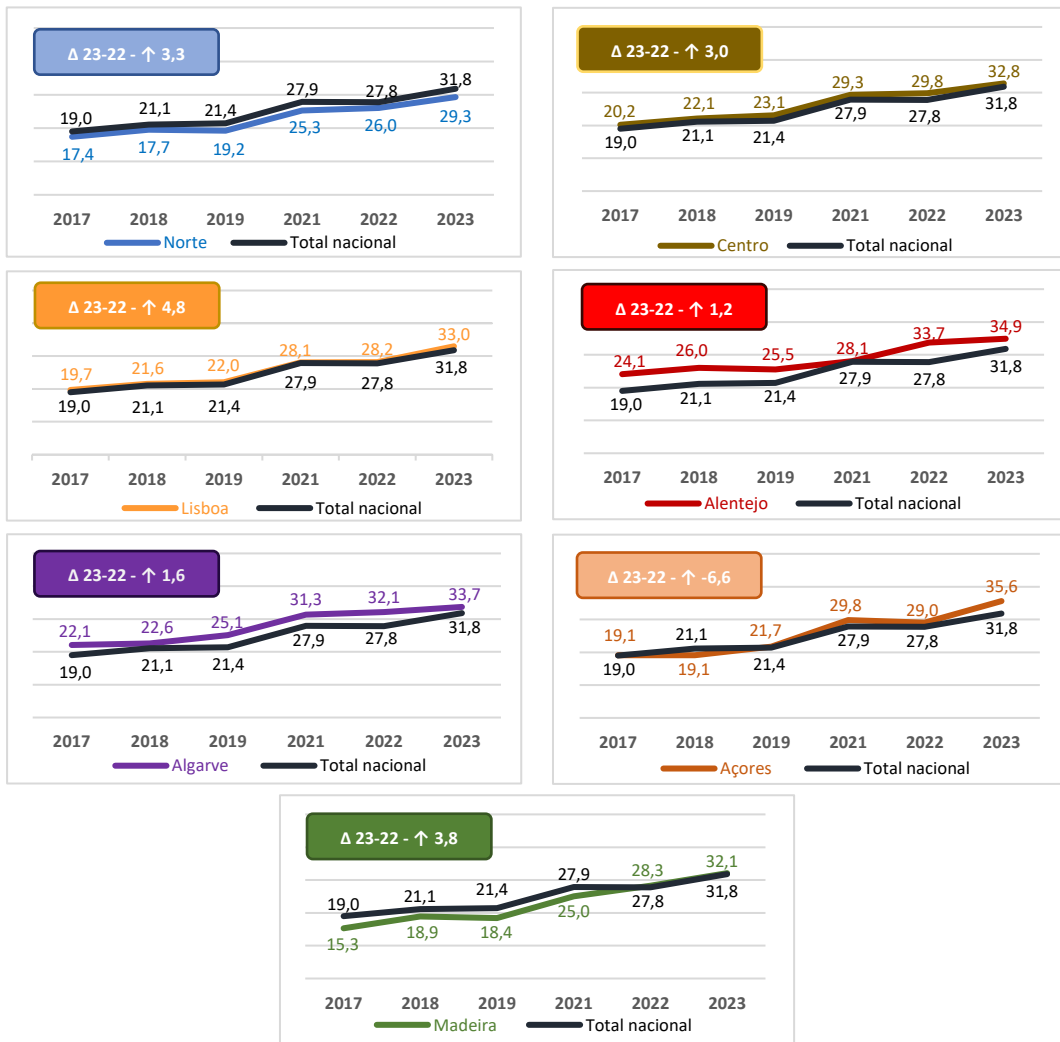 Δ 23-22 - ↑ 3,3
19,0 21,1 21,4 27,9 27,8 31,8
17,4 17,7 19,2 25,3 26,0 29,3
2017 2018 2019 2021 2022 2023
Norte Total nacional
Δ 23-22 - ↑ 3,0
20,2 22,1 23,1 29,3 29,8 32,8
19,0 21,1 21,4 27,9 27,8 31,8
2017 2018 2019 2021 2022 2023
Centro Total nacional
Δ 23-22 - ↑ 4,8
19,7 21,6 22,0 28,1 28,2 33,0
19,0 21,1 21,4 27,9 27,8 31,8
2017 2018 2019 2021 2022 2023
Lisboa Total nacional
Δ 23-22 - ↑ 1,2
24,1 26,0 25,5 28,1 33,7 34,9
19,0 21,1 21,4 27,9 27,8 31,8
2017 2018 2019 2021 2022 2023
Alentejo Total nacional
Δ 23-22 - ↑ 1,6
22,1 22,6 25,1 31,3 32,1 33,7
19,0 21,1 21,4 27,9 27,8 31,8
2017 2018 2019 2021 2022 2023
Algarve Total nacional
Δ 23-22 - ↑ -6,6
19,1 21,1 21,7 29,8 29,0 35,6
19,0 19,1 21,4 27,9 27,8 31,8
2017 2018 2019 2021 2022 2023
Açores Total nacional
Δ 23-22 - ↑ 3,8
19,0 21,1 21,4 27,9 28,3 32,1
15,3 18,9 18,4 25,0 27,8 31,8
2017 2018 2019 2021 2022 2023
Madeira Total nacional